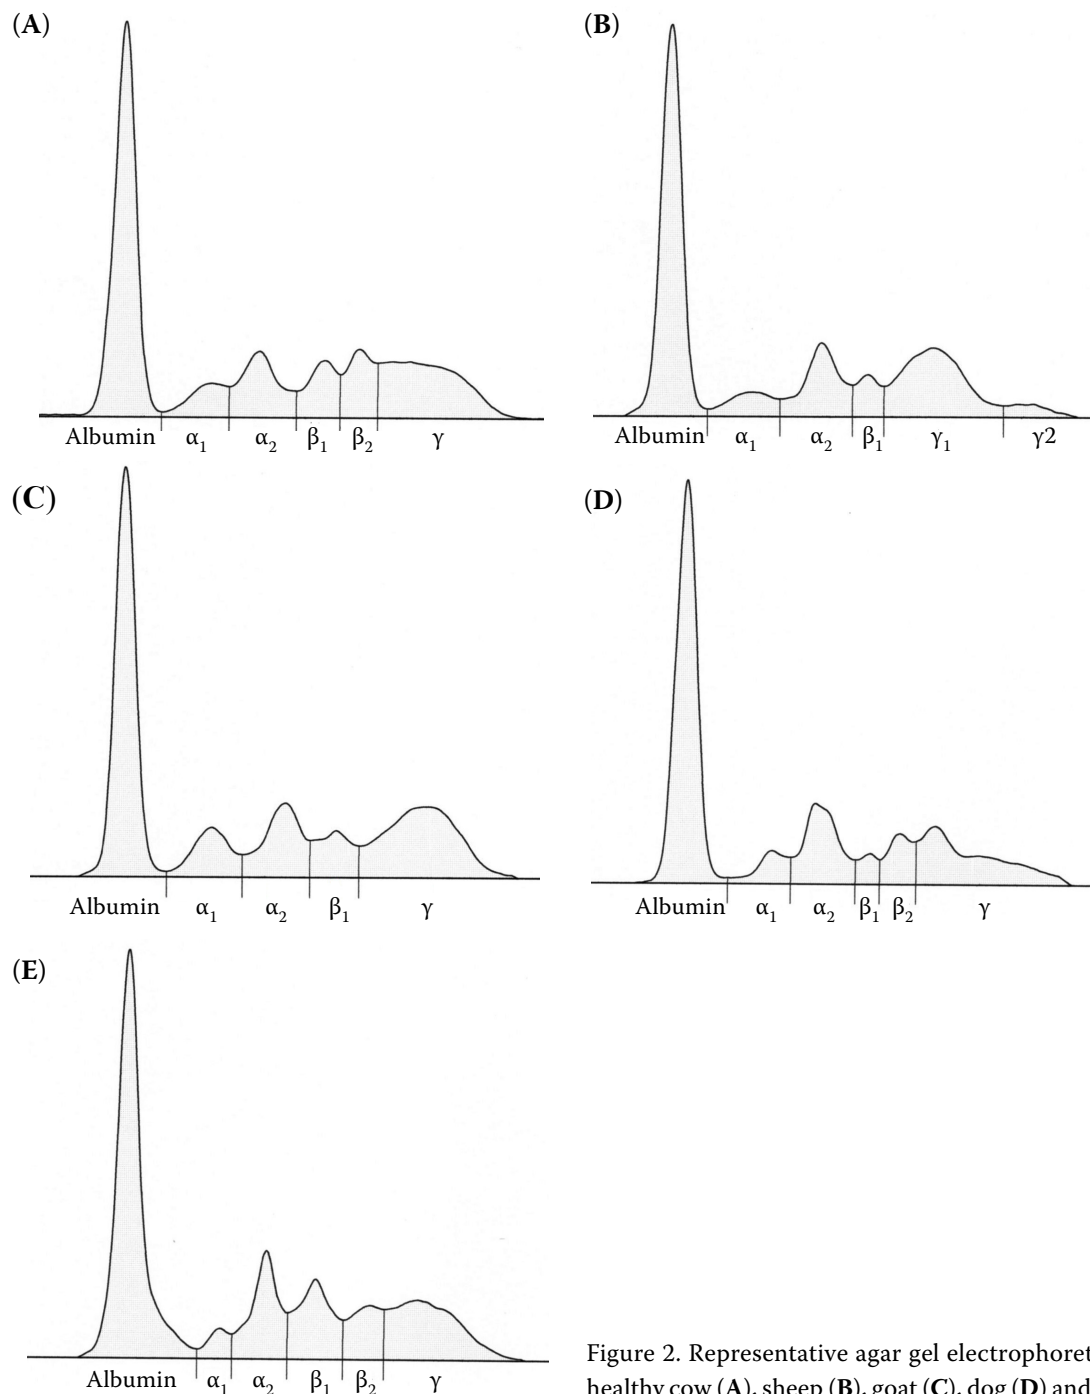 (A)
Albumin α₁ α₂ β₁ β₂ γ
(B)
Albumin α₁ α₂ β₁ γ₁ γ2
(C)
Albumin α₁ α₂ β₁ γ
(D)
Albumin α₁ α₂ β₁ β₂ γ
(E)
Albumin α₁ α₂ β₁ β₂ γ
Figure 2. Representative agar gel electrophoret
healthy cow (A), sheep (B), goat (C), dog (D) and